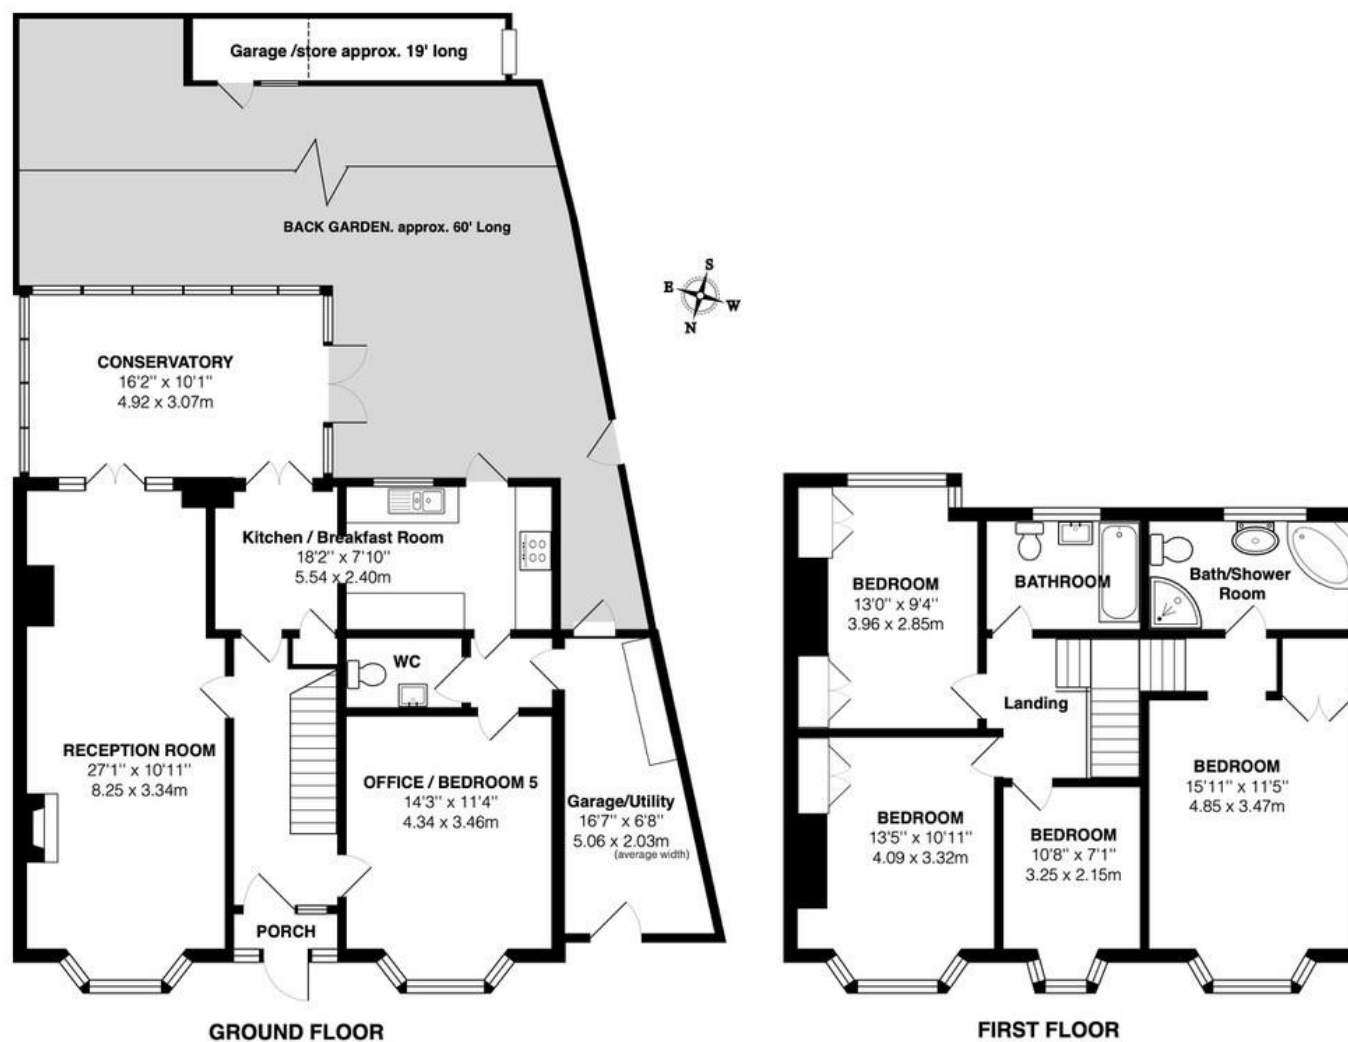 Garage /store approx. 19' long
BACK GARDEN. approx. 60' Long
S
E
W
N
CONSERVATORY
16'2'' x 10'1''
4.92 x 3.07m
Kitchen / Breakfast Room
18'2'' x 7'10''
5.54 x 2.40m
WC
RECEPTION ROOM
27'1'' x 10'11''
8.25 x 3.34m
OFFICE / BEDROOM 5
14'3'' x 11'4''
4.34 x 3.46m
Garage/Utility
16'7'' x 6'8''
5.06 x 2.03m
(average width)
PORCH
GROUND FLOOR
BEDROOM
13'0'' x 9'4''
3.96 x 2.85m
BATHROOM
Bath/Shower
Room
Landing
BEDROOM
15'11'' x 11'5''
4.85 x 3.47m
BEDROOM
13'5'' x 10'11''
4.09 x 3.32m
BEDROOM
10'8'' x 7'1''
3.25 x 2.15m
FIRST FLOOR